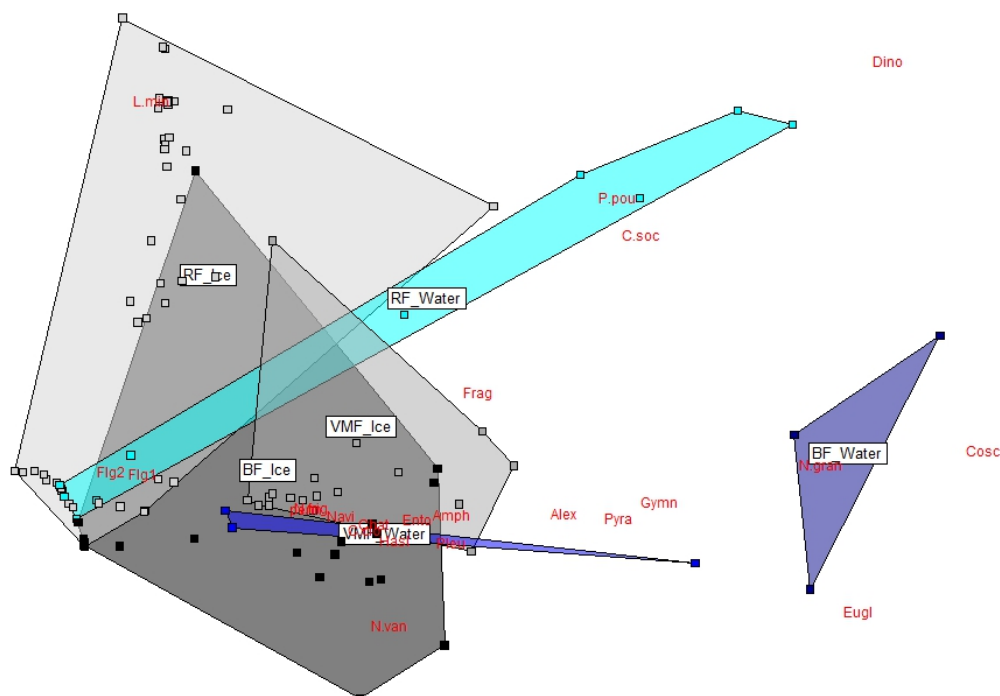 Dino
L.min
P.pou
C.soc
RF_Ice
RF_Water
Frag
VMF_Ice
BF_Ice
BF_Water
N.gran
Cosc
Flg2
Flg1
Gymn
Alex
Pyra
Navi
Ento
Amph
VMF_Water
Hasl
Pleu
Eugl
N.van